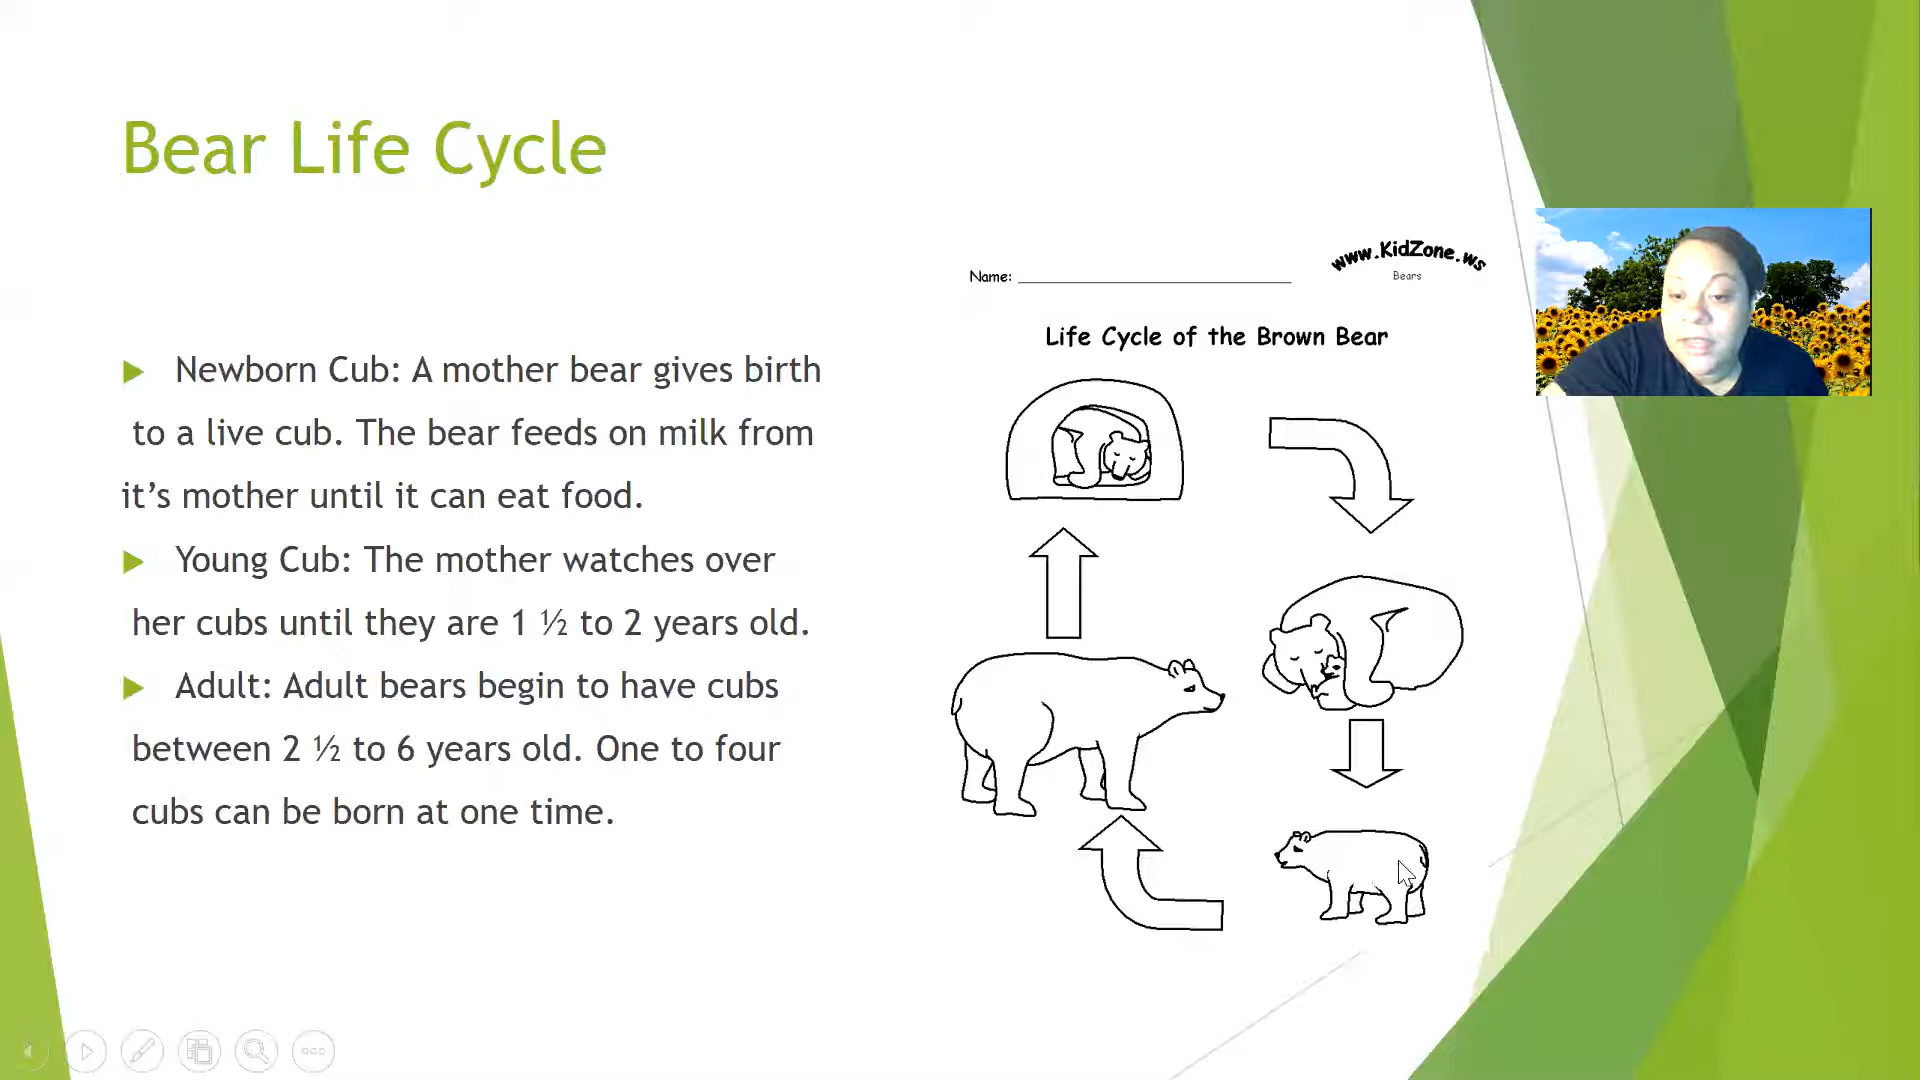 Bear Life Cycle
Newborn Cub: A mother bear gives birth
to a live cub. The bear feeds on milk from
it’s mother until it can eat food.
Young Cub: The mother watches over
her cubs until they are 1 ½ to 2 years old.
Adult: Adult bears begin to have cubs
between 2 ½ to 6 years old. One to four
cubs can be born at one time.
Name:
www.KidZone.ws
Bears
Life Cycle of the Brown Bear